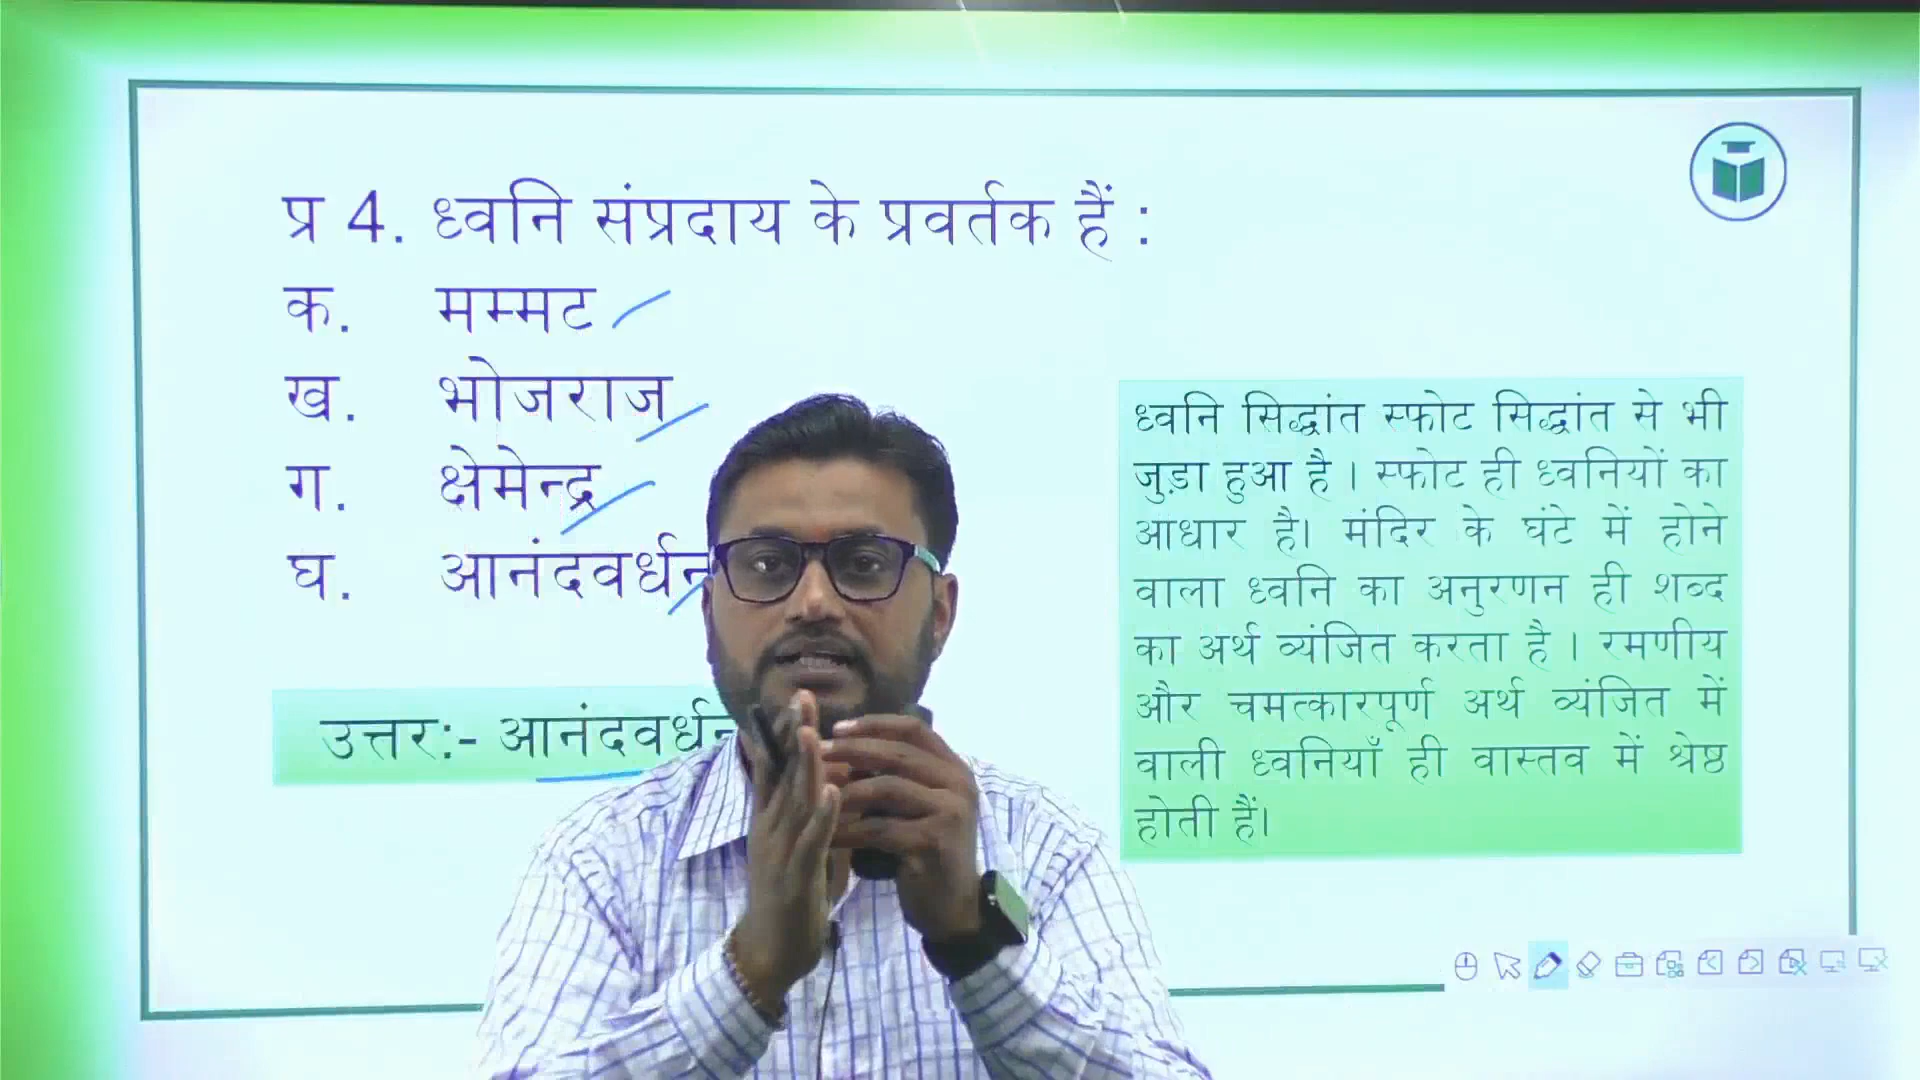 प्र 4. ध्वनि संप्रदाय के प्रवर्तक हैं :
क. मम्मट
ख. भोजराज
ग. क्षेमेन्द्र
घ. आनंदवर्धन
उत्तर:- आनंदवर्धन
ध्वनि सिद्धांत स्फोट सिद्धांत से भी
जुड़ा हुआ है । स्फोट ही ध्वनियों का
आधार है। मंदिर के घंटे में होने
वाला ध्वनि का अनुरणन ही शब्द
का अर्थ व्यंजित करता है । रमणीय
और चमत्कारपूर्ण अर्थ व्यंजित में
वाली ध्वनियाँ ही वास्तव में श्रेष्ठ
होती हैं।